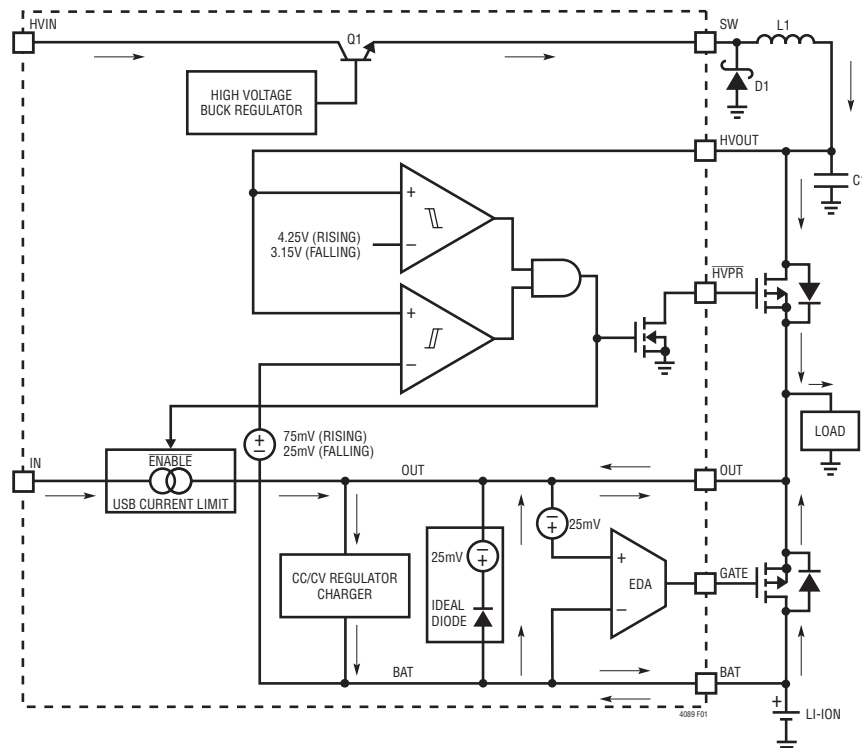 HVIN
SW
L1
Q1
HIGH VOLTAGE
BUCK REGULATOR
D1
HVOUT
C1
+
4.25V (RISING)
3.15V (FALLING)
–
HVPR
+
–
75mV (RISING)
25mV (FALLING)
+
–
LOAD
IN
ENABLE
USB CURRENT LIMIT
OUT
OUT
–
+
25mV
25mV
–
+
CC/CV REGULATOR
CHARGER
IDEAL
DIODE
+
EDA
–
GATE
BAT
BAT
4089 F01
+
LI-ION